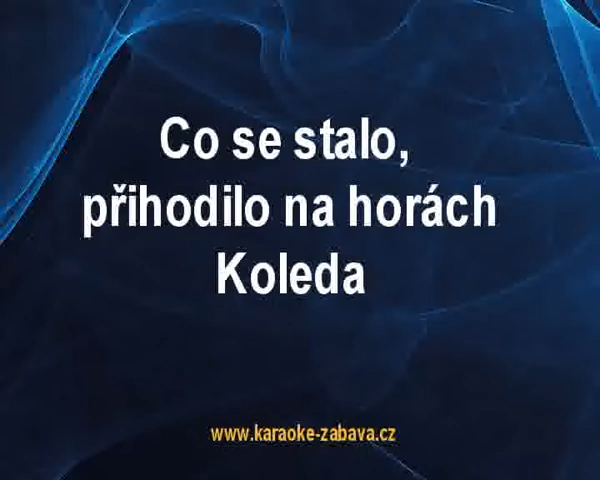 Co se stalo,
přihodilo na horách
Koleda
www.karaoke-zabava.cz